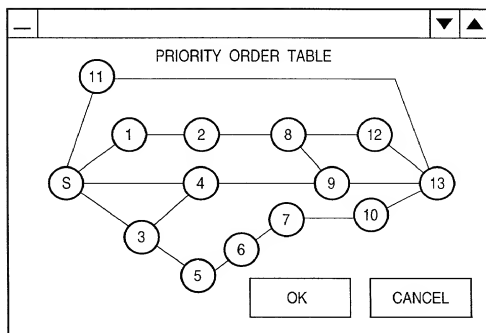 PRIORITY ORDER TABLE
11
1 2 8 12
S 4 9 13
3 7 10
6
5
OK CANCEL